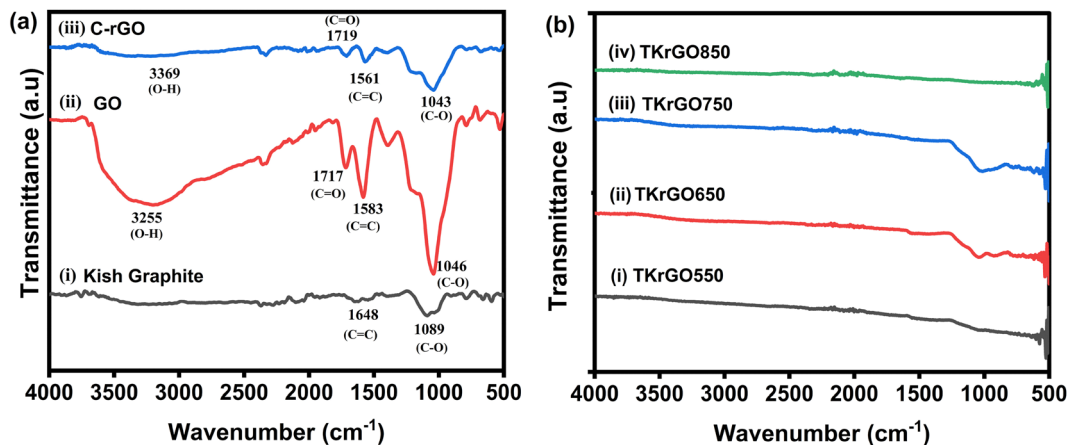 (a)
(iii) C-rGO
(C=O)
1719
3369
(O-H)
1561
(C=C)
1043
(C-O)
(ii) GO
1717
(C=O)
1583
(C=C)
3255
(O-H)
1046
(C-O)
(i) Kish Graphite
1648
(C=C)
1089
(C-O)
Transmittance (a.u)
4000 3500 3000 2500 2000 1500 1000 500
Wavenumber (cm⁻¹)
(b)
(iv) TKrGO850
(iii) TKrGO750
(ii) TKrGO650
(i) TKrGO550
Transmittance (a.u)
4000 3500 3000 2500 2000 1500 1000 500
Wavenumber (cm⁻¹)